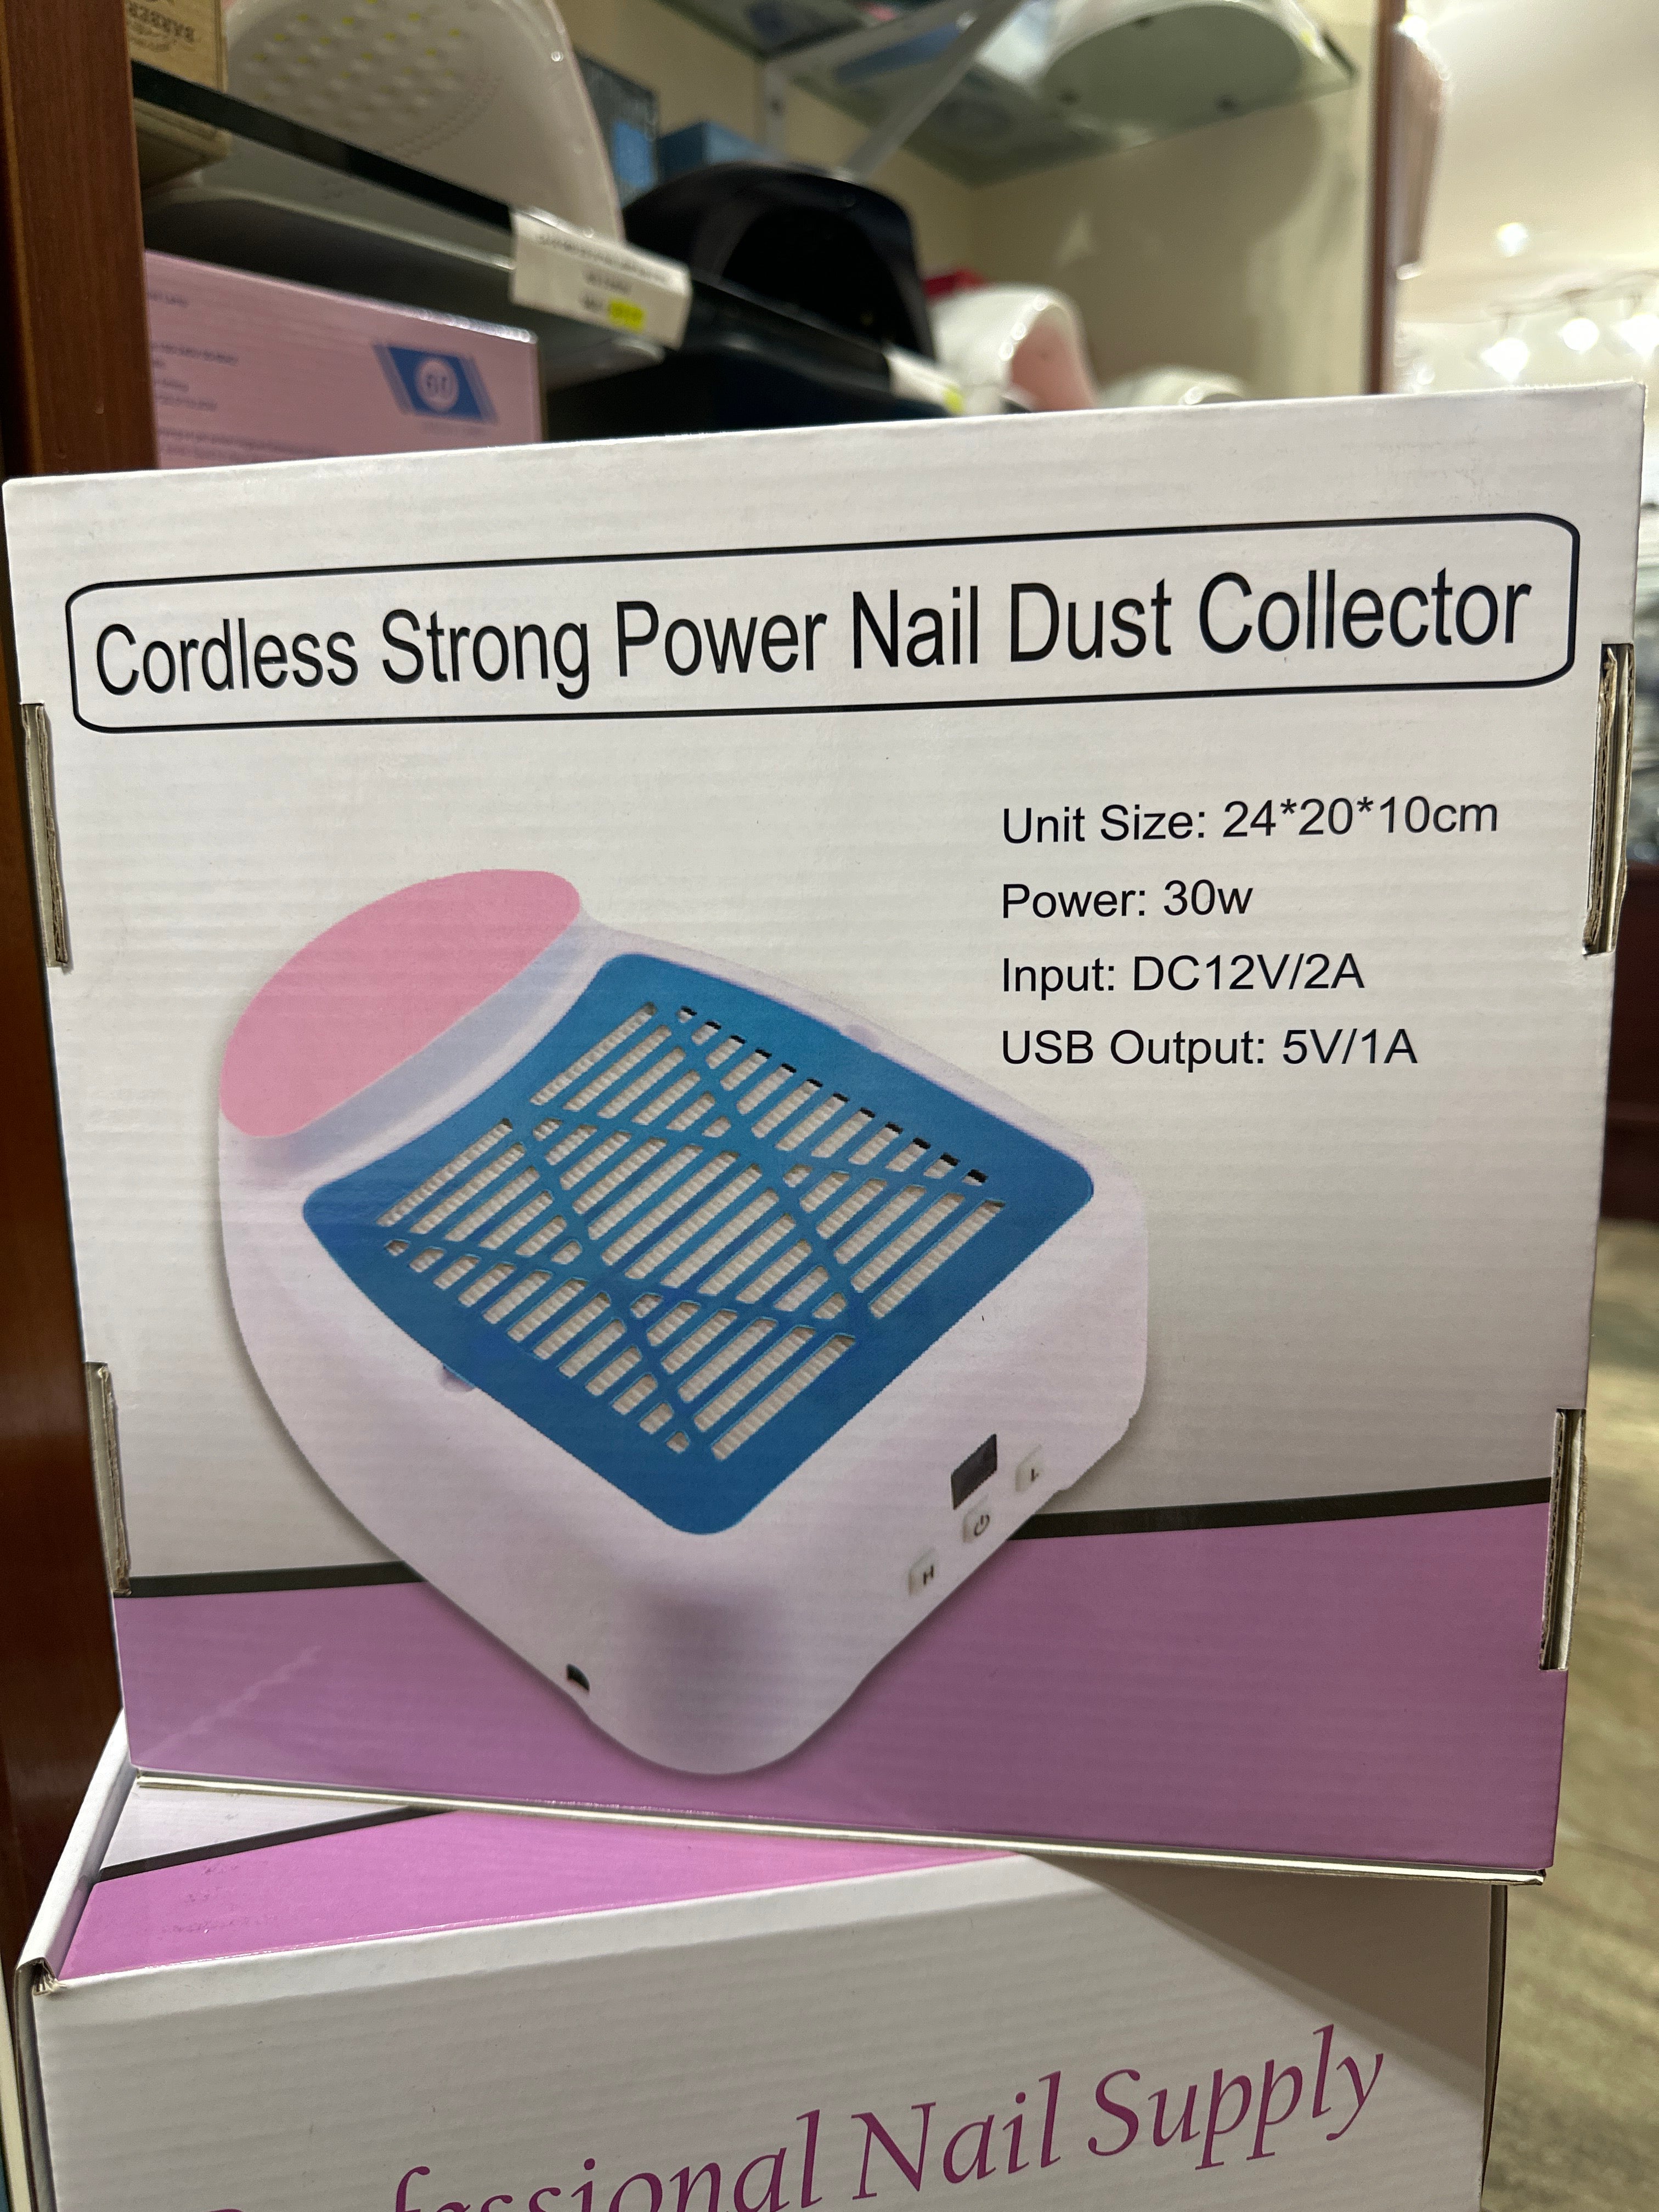 Cordless Strong Power Nail Dust Collector
Unit Size: 24*20*10cm
Power: 30w
Input: DC12V/2A
USB Output: 5V/1A
L
H
Nail Supply